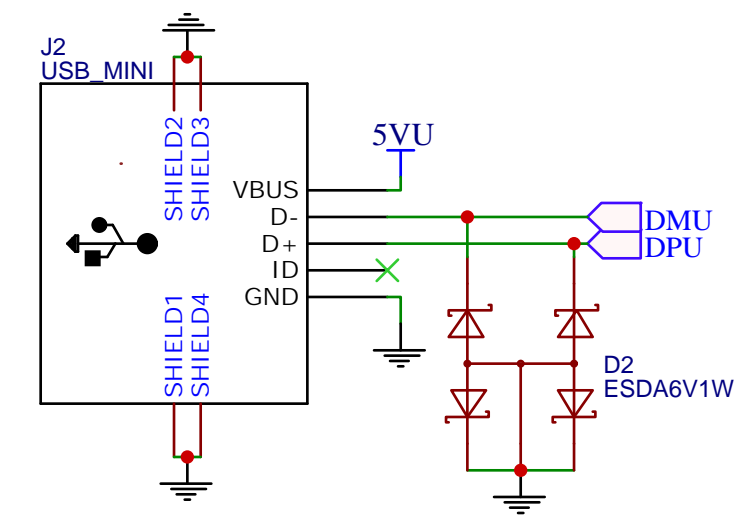 J2
USB_MINI
SHIELD2
SHIELD3
5VU
VBUS
D-
D+
ID
GND
DMU
DPU
SHIELD1
SHIELD4
D2
ESDA6V1W